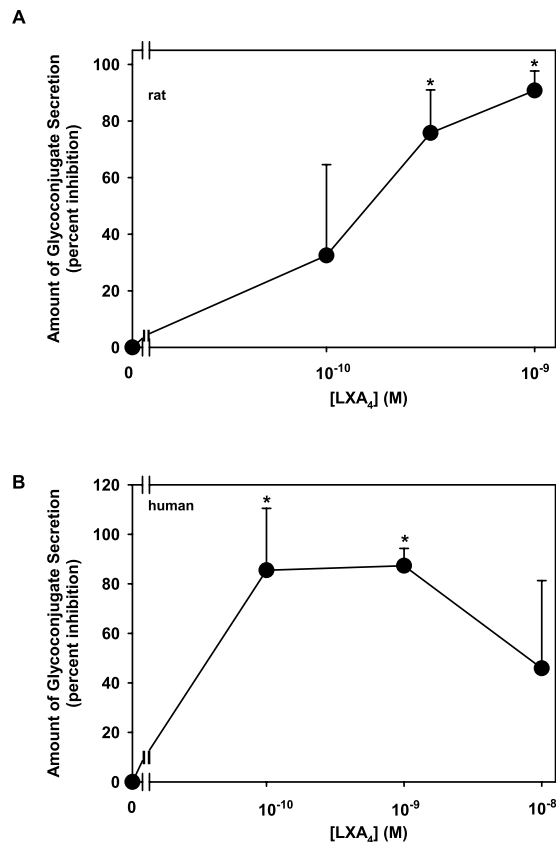 A
Amount of Glycoconjugate Secretion
(percent inhibition)
100
80
60
40
20
0
rat
*
*
0
10⁻¹⁰
10⁻⁹
[LXA₄] (M)
B
Amount of Glycoconjugate Secretion
(percent inhibition)
120
100
80
60
40
20
0
human
*
*
0
10⁻¹⁰
10⁻⁹
10⁻⁸
[LXA₄] (M)